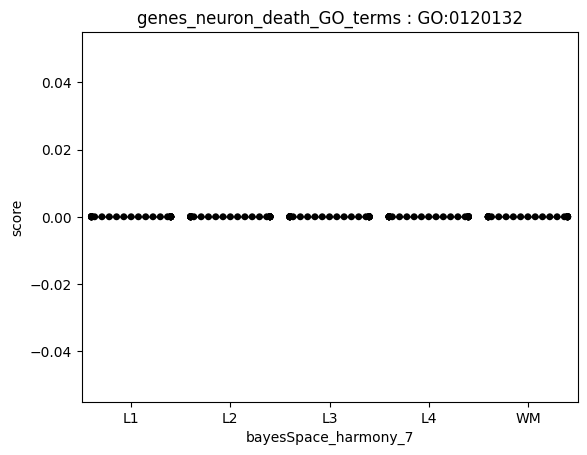 genes_neuron_death_GO_terms : GO:0120132
0.04
0.02
0.00
−0.02
−0.04
score
L1 L2 L3 L4 WM
bayesSpace_harmony_7